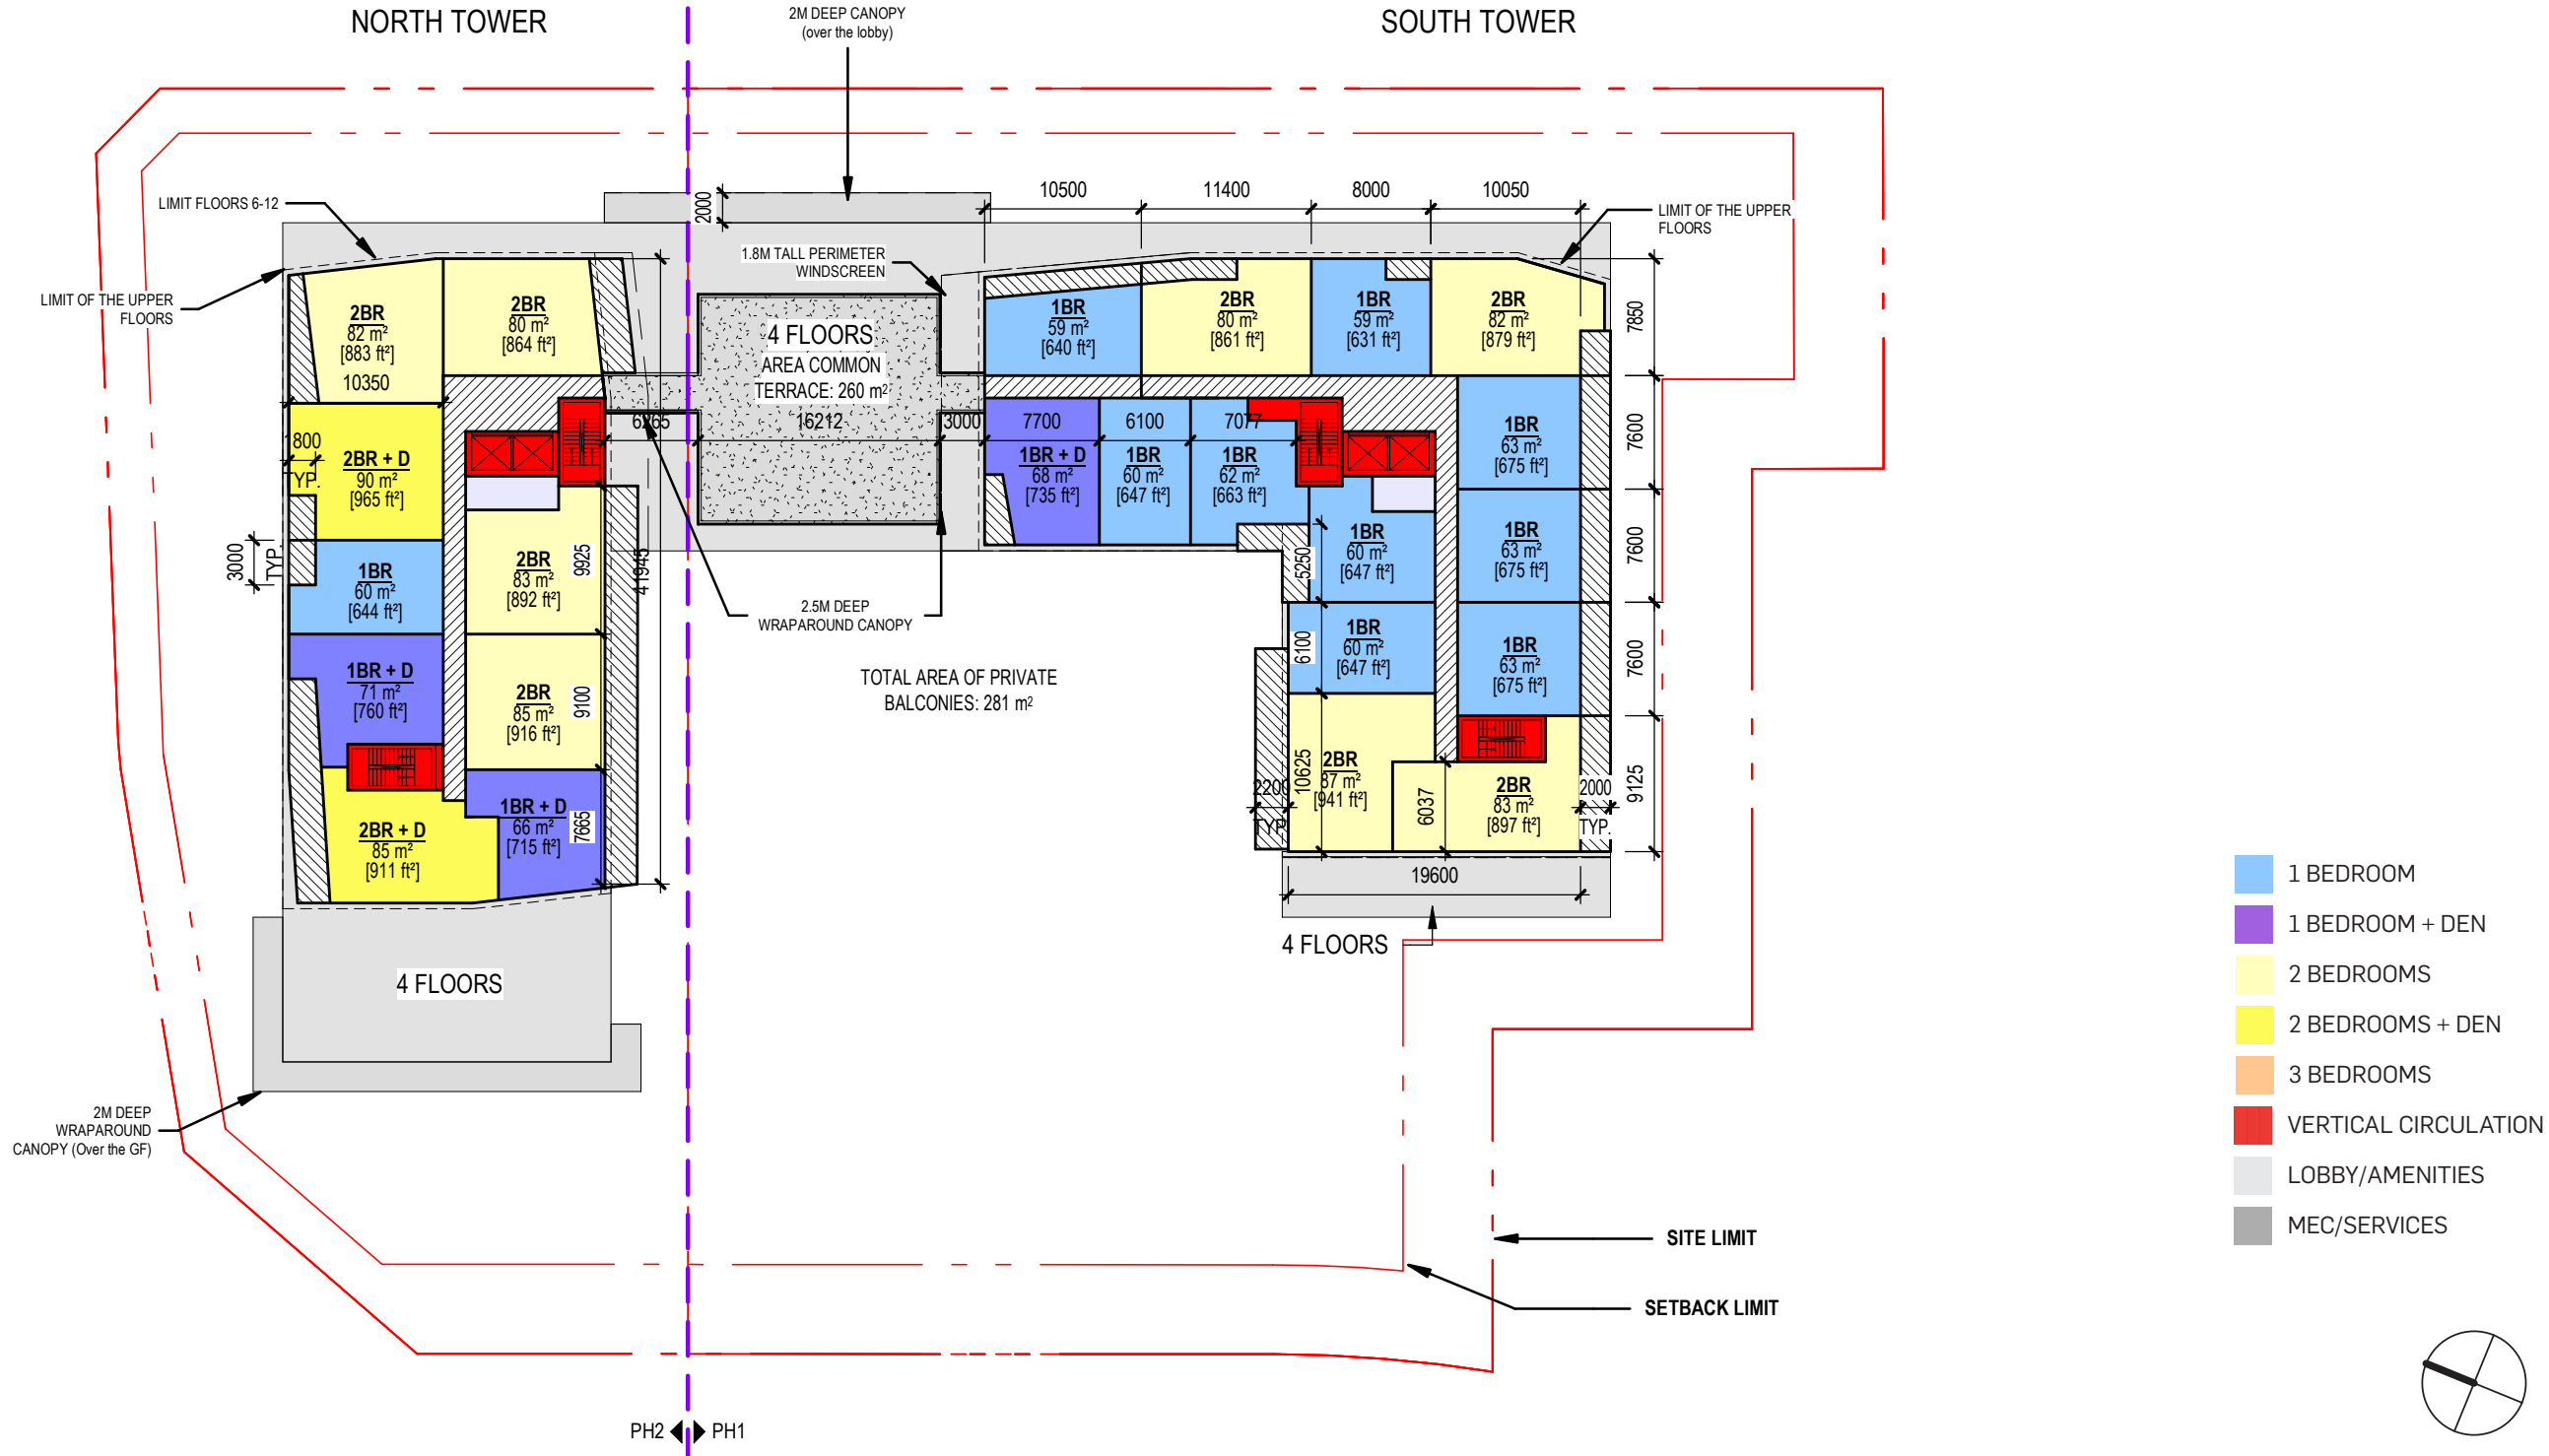 NORTH TOWER
2M DEEP CANOPY
(over the lobby)
SOUTH TOWER
LIMIT FLOORS 6-12
2000
10500
11400
8000
10050
LIMIT OF THE UPPER
FLOORS
1.8M TALL PERIMETER
WINDSCREEN
LIMIT OF THE UPPER
FLOORS
2BR
82 m²
[883 ft²]
10350
2BR
80 m²
[864 ft²]
4 FLOORS
AREA COMMON
TERRACE: 260 m²
1BR
59 m²
[640 ft²]
2BR
80 m²
[861 ft²]
1BR
59 m²
[631 ft²]
2BR
82 m²
[879 ft²]
7850
6265
16212
3000
7700
6100
7077
1800
TYP.
2BR + D
90 m²
[965 ft²]
1BR + D
68 m²
[735 ft²]
1BR
60 m²
[647 ft²]
1BR
62 m²
[663 ft²]
1BR
63 m²
[675 ft²]
7600
3000
TYP.
1BR
60 m²
[644 ft²]
2BR
83 m²
[892 ft²]
9925
41945
5250
1BR
60 m²
[647 ft²]
1BR
63 m²
[675 ft²]
7600
2.5M DEEP
WRAPAROUND CANOPY
1BR + D
71 m²
[760 ft²]
2BR
85 m²
[916 ft²]
9100
TOTAL AREA OF PRIVATE
BALCONIES: 281 m²
6100
1BR
60 m²
[647 ft²]
1BR
63 m²
[675 ft²]
7600
2BR + D
85 m²
[911 ft²]
1BR + D
66 m²
[715 ft²]
7665
2200
TYP.
10625
2BR
87 m²
[941 ft²]
6037
2BR
83 m²
[897 ft²]
2000
TYP.
9125
19600
4 FLOORS
4 FLOORS
2M DEEP
WRAPAROUND
CANOPY (Over the GF)
SITE LIMIT
SETBACK LIMIT
PH2
PH1
1 BEDROOM
1 BEDROOM + DEN
2 BEDROOMS
2 BEDROOMS + DEN
3 BEDROOMS
VERTICAL CIRCULATION
LOBBY/AMENITIES
MEC/SERVICES